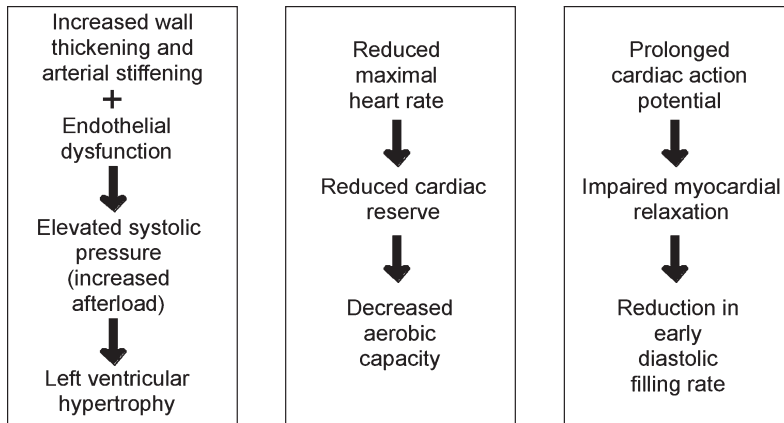 Increased wall
thickening and
arterial stiffening
+
Endothelial
dysfunction
Elevated systolic
pressure
(increased
afterload)
Left ventricular
hypertrophy
Reduced
maximal
heart rate
Reduced cardiac
reserve
Decreased
aerobic
capacity
Prolonged
cardiac action
potential
Impaired myocardial
relaxation
Reduction in
early
diastolic
filling rate